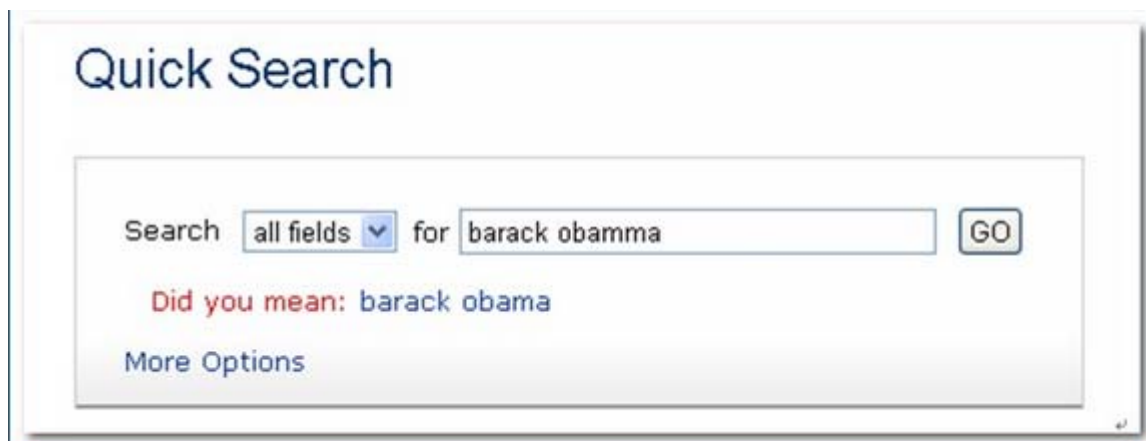 Quick Search
Search all fields for barack obamma GO
Did you mean: barack obama
More Options